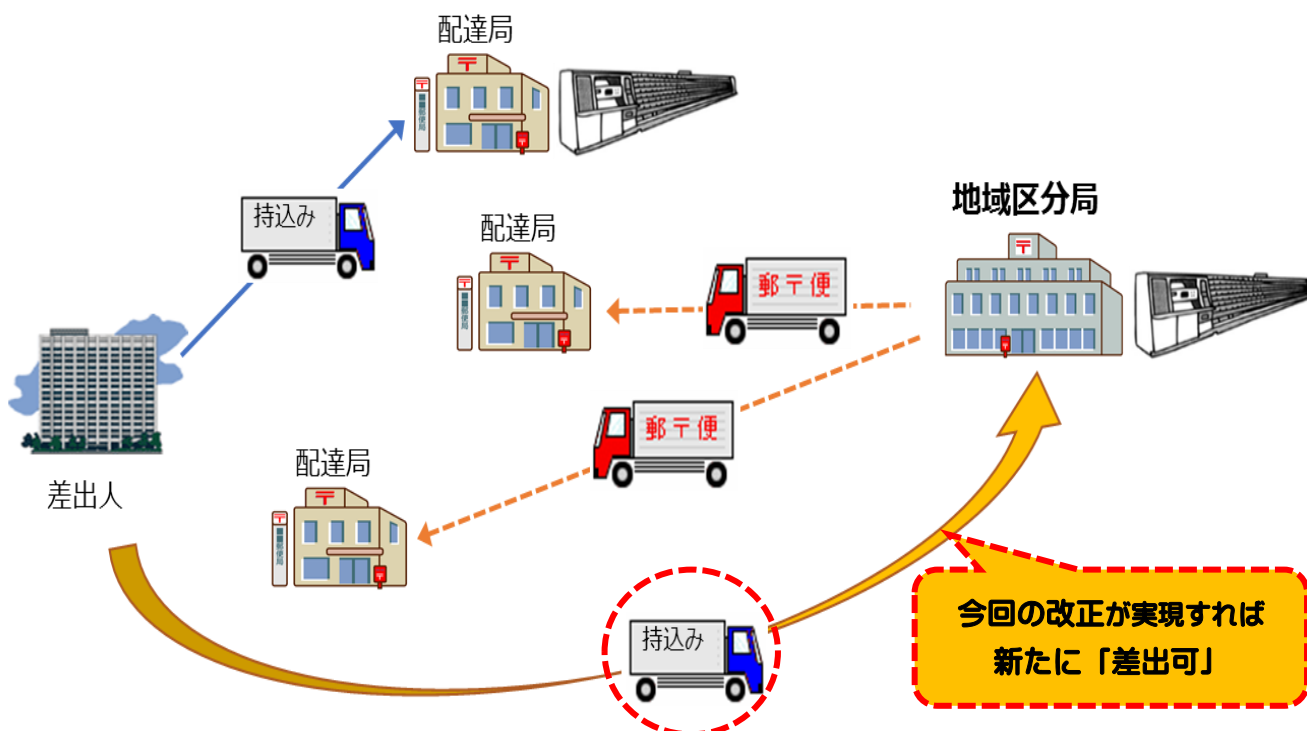 配達局
持込み
地域区分局
配達局
郵〒便
郵〒便
配達局
差出人
持込み
今回の改正が実現すれば
新たに「差出可」